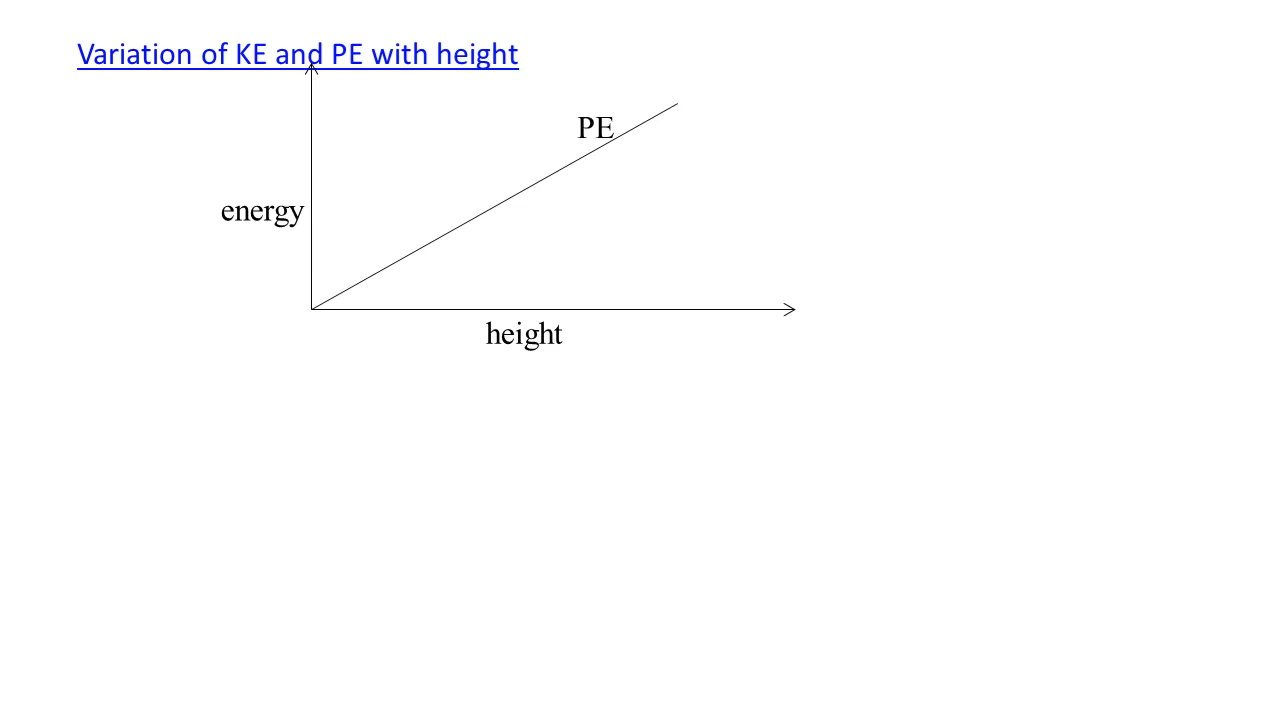 Variation of KE and PE with height
PE
energy
height